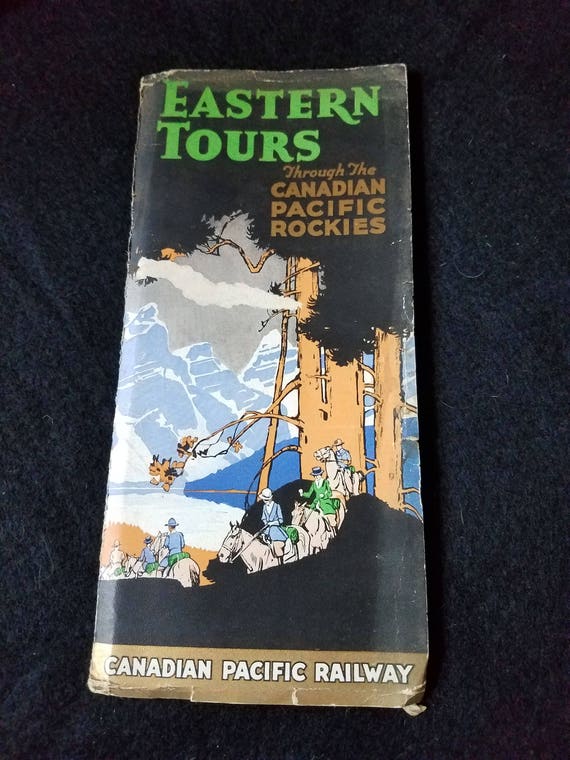 EASTERN
TOURS
Through The
CANADIAN
PACIFIC
ROCKIES
CANADIAN PACIFIC RAILWAY